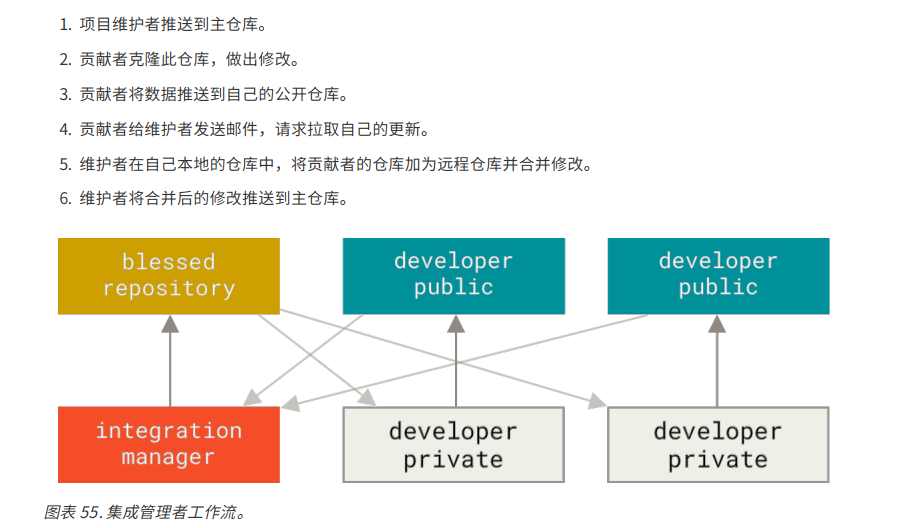 1. 项目维护者推送到主仓库。
2. 贡献者克隆此仓库，做出修改。
3. 贡献者将数据推送到自己的公开仓库。
4. 贡献者给维护者发送邮件，请求拉取自己的更新。
5. 维护者在自己本地的仓库中，将贡献者的仓库加为远程仓库并合并修改。
6. 维护者将合并后的修改推送到主仓库。
blessed
repository
developer
public
developer
public
integration
manager
developer
private
developer
private
图表 55. 集成管理者工作流。